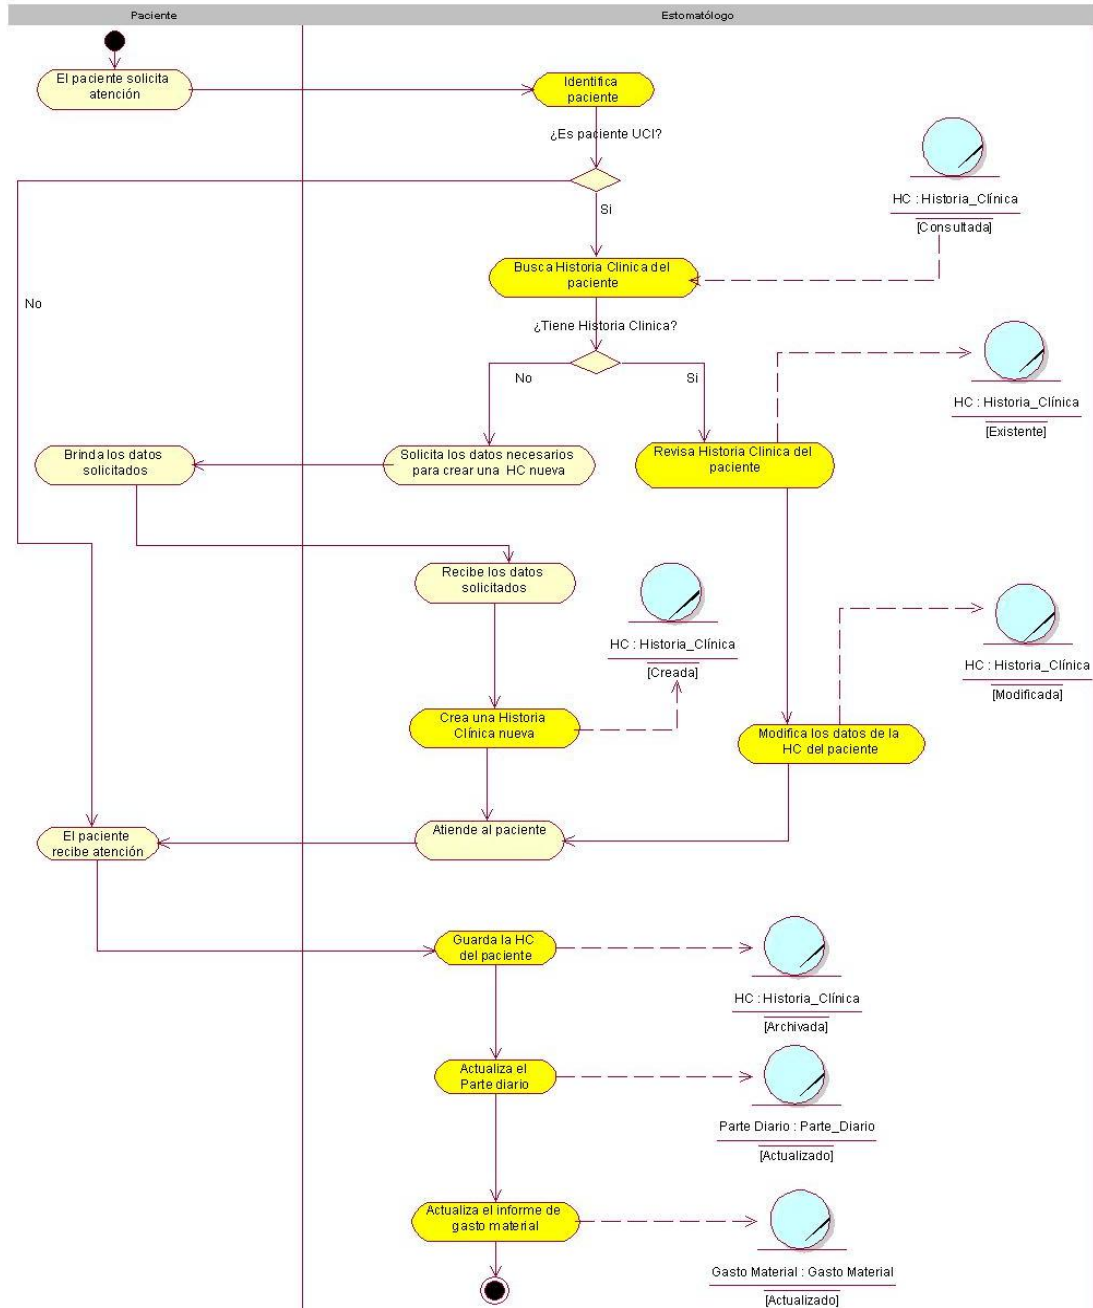 Paciente
Estomatólogo
El paciente solicita
atención
Identifica
paciente
¿Es paciente UCI?
HC : Historia_Clínica
[Consultada]
Si
Busca Historia Clinica del
paciente
No
¿Tiene Historia Clinica?
No
Si
HC : Historia_Clínica
[Existente]
Brinda los datos
solicitados
Solicita los datos necesarios
para crear una HC nueva
Revisa Historia Clinica del
paciente
Recibe los datos
solicitados
HC : Historia_Clínica
[Creada]
HC : Historia_Clínica
[Modificada]
Crea una Historia
Clínica nueva
Modifica los datos de la
HC del paciente
El paciente
recibe atención
Atiende al paciente
Guarda la HC
del paciente
HC : Historia_Clínica
[Archivada]
Actualiza el
Parte diario
Parte Diario : Parte_Diario
[Actualizado]
Actualiza el informe de
gasto material
Gasto Material : Gasto Material
[Actualizado]